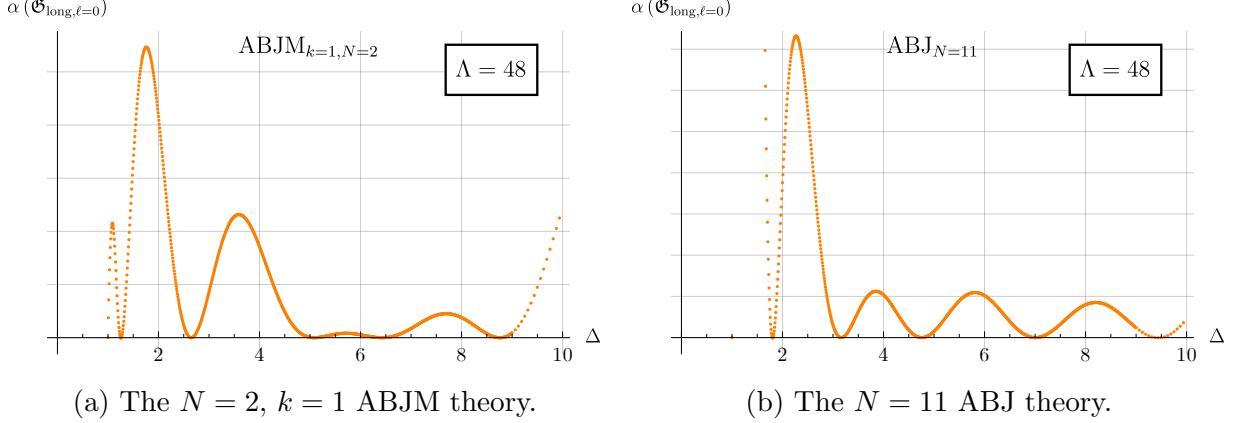 α (𝔊long,ℓ=0)
ABJMk=1,N=2
Λ = 48
2 4 6 8 10 Δ
(a) The N = 2, k = 1 ABJM theory.
α (𝔊long,ℓ=0)
ABJN=11
Λ = 48
2 4 6 8 10 Δ
(b) The N = 11 ABJ theory.